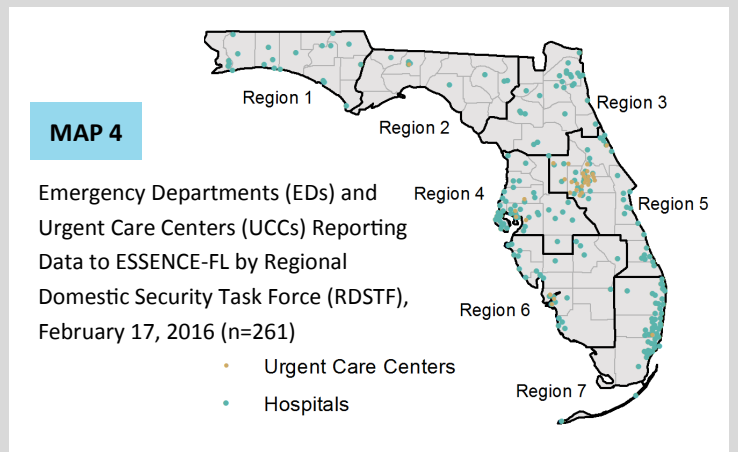 Region 1
Region 2
Region 3
MAP 4
Emergency Departments (EDs) and
Urgent Care Centers (UCCs) Reporting
Data to ESSENCE-FL by Regional
Domestic Security Task Force (RDSTF),
February 17, 2016 (n=261)
Region 4
Region 5
Region 6
Urgent Care Centers
Hospitals
Region 7